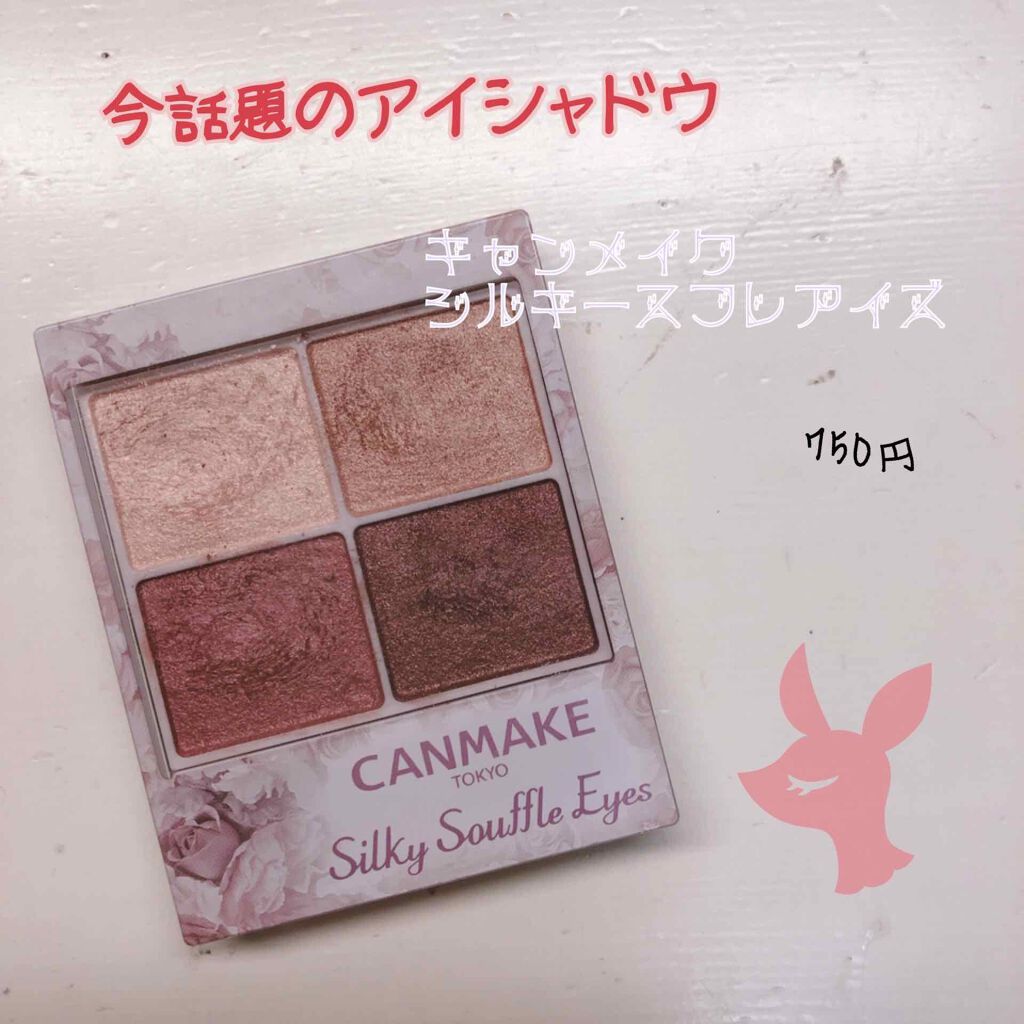 今話題のアイシャドウ
キャンメイク
シルキースフレアイズ
750円
CANMAKE
TOKYO
Silky Souffle Eyes